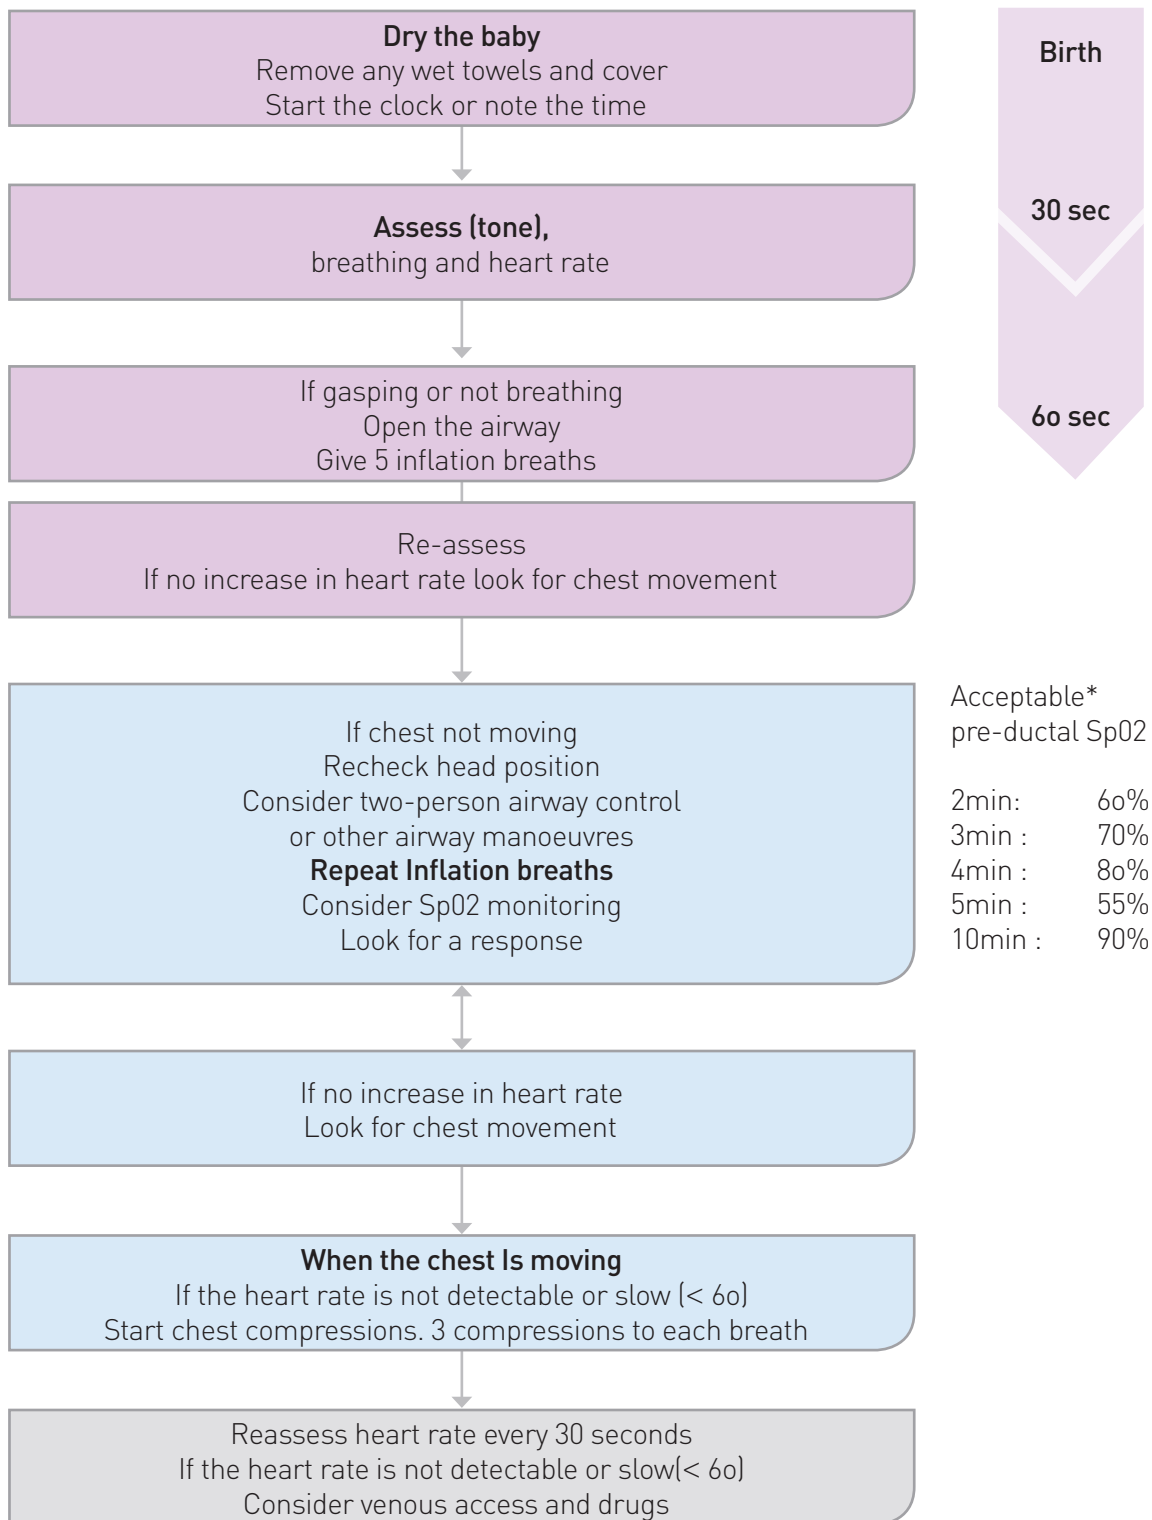 Dry the baby
Remove any wet towels and cover
Start the clock or note the time
Birth
Assess (tone),
breathing and heart rate
30 sec
If gasping or not breathing
Open the airway
Give 5 inflation breaths
6o sec
Re-assess
If no increase in heart rate look for chest movement
If chest not moving
Recheck head position
Consider two-person airway control
or other airway manoeuvres
Repeat Inflation breaths
Consider Sp02 monitoring
Look for a response
Acceptable*
pre-ductal Sp02
2min: 6o%
3min : 70%
4min : 8o%
5min : 55%
10min : 90%
If no increase in heart rate
Look for chest movement
When the chest Is moving
If the heart rate is not detectable or slow (< 6o)
Start chest compressions. 3 compressions to each breath
Reassess heart rate every 30 seconds
If the heart rate is not detectable or slow(< 6o)
Consider venous access and drugs